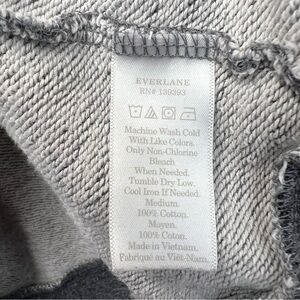 EVERLANE
RN# 139393
Machine Wash Cold
With Like Colors.
Only Non-Chlorine
Bleach
When Needed.
Tumble Dry Low.
Cool Iron If Needed.
Medium.
100% Cotton.
Moyen.
100% Coton.
Made in Vietnam.
Fabriqué au Viêt-Nam.